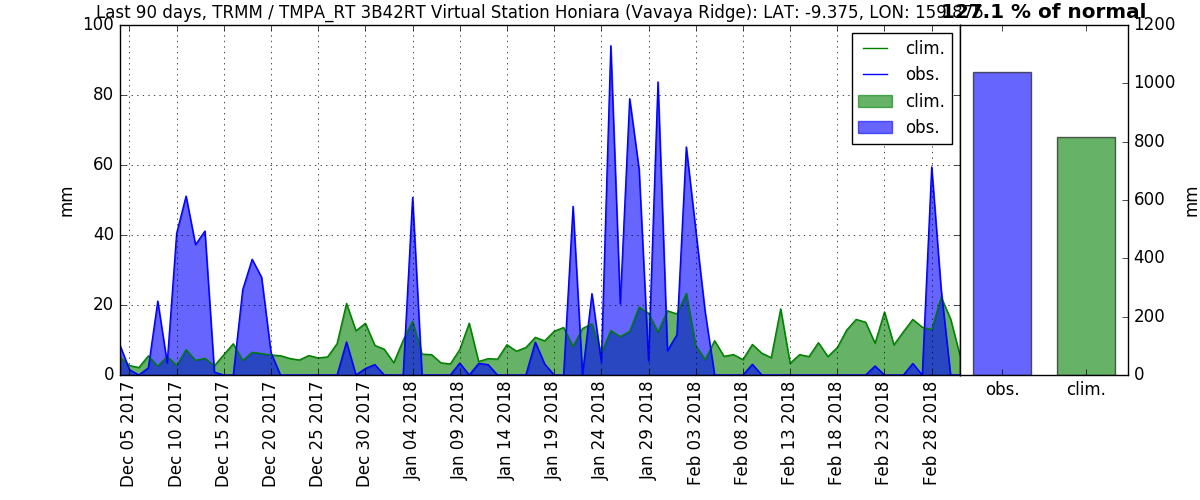 Last 90 days, TRMM / TMPA_RT 3B42RT Virtual Station Honiara (Vavaya Ridge): LAT: -9.375, LON: 159.875
127.1 % of normal
100
80
60
40
20
0
mm
clim.
obs.
clim.
obs.
1200
1000
800
600
400
200
0
mm
obs.
clim.
Dec 05 2017
Dec 10 2017
Dec 15 2017
Dec 20 2017
Dec 25 2017
Dec 30 2017
Jan 04 2018
Jan 09 2018
Jan 14 2018
Jan 19 2018
Jan 24 2018
Jan 29 2018
Feb 03 2018
Feb 08 2018
Feb 13 2018
Feb 18 2018
Feb 23 2018
Feb 28 2018